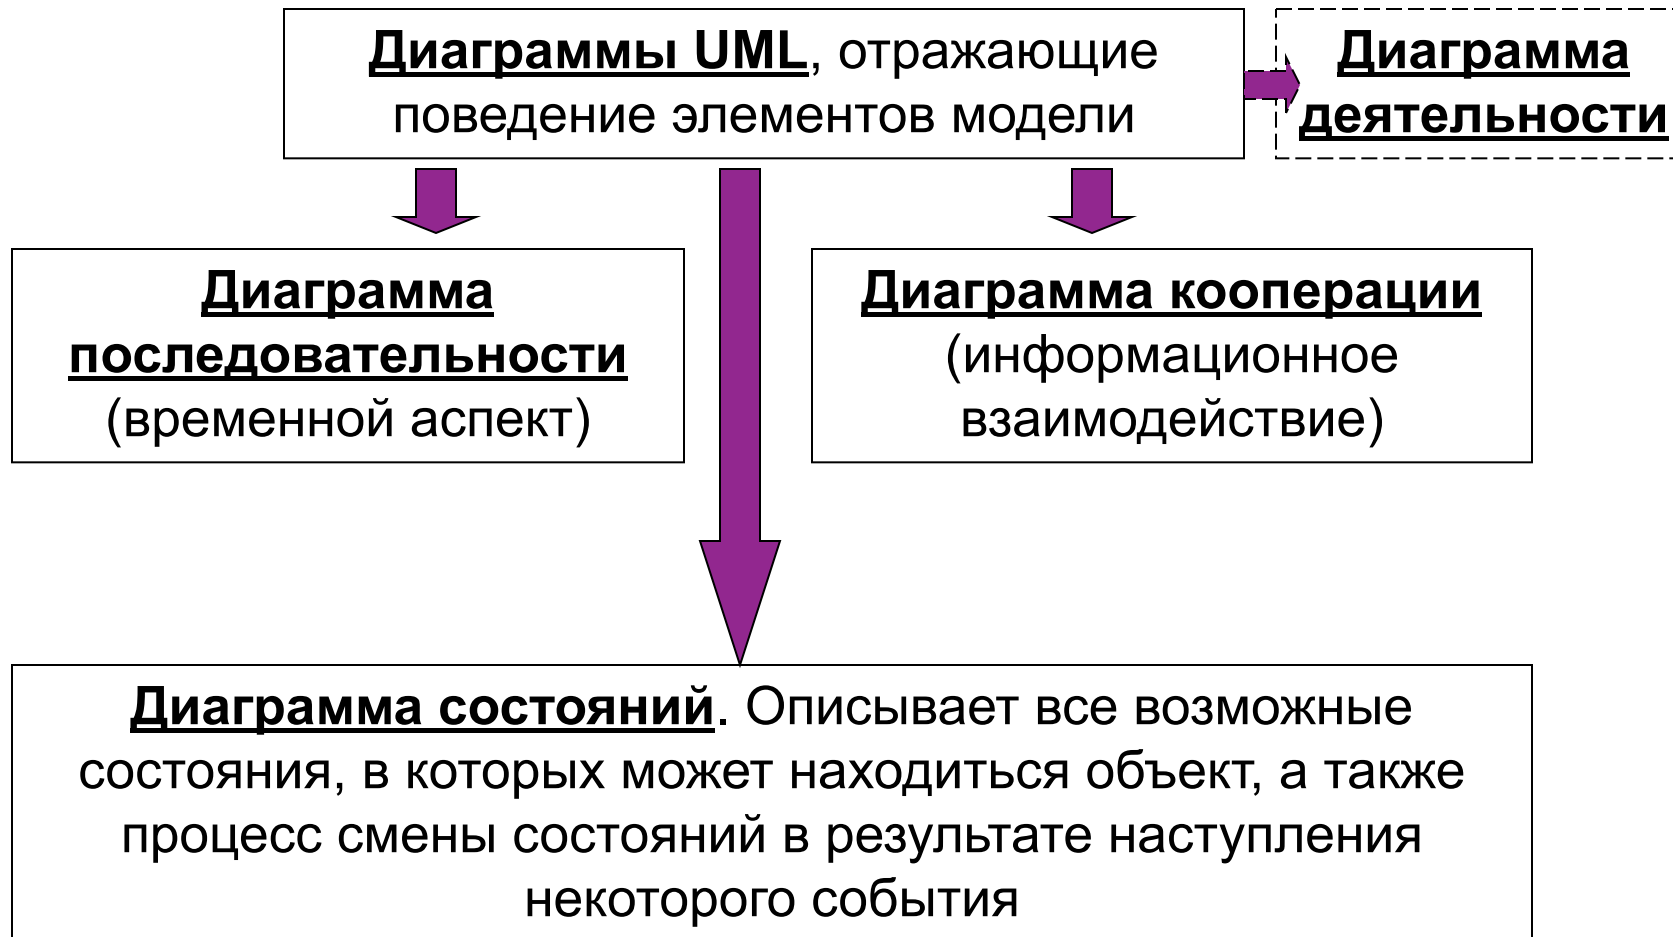 Диаграммы UML, отражающие
поведение элементов модели
Диаграмма
деятельности
Диаграмма
последовательности
(временной аспект)
Диаграмма кооперации
(информационное
взаимодействие)
Диаграмма состояний. Описывает все возможные
состояния, в которых может находиться объект, а также
процесс смены состояний в результате наступления
некоторого события